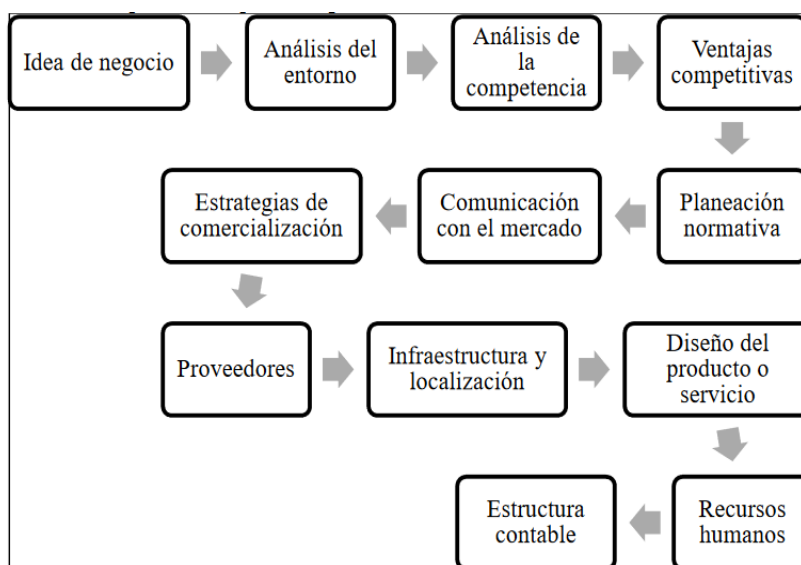 Idea de negocio
Análisis del
entorno
Análisis de
la
competencia
Ventajas
competitivas
Planeación
normativa
Comunicación
con el mercado
Estrategias de
comercialización
Proveedores
Infraestructura y
localización
Diseño del
producto o
servicio
Recursos
humanos
Estructura
contable